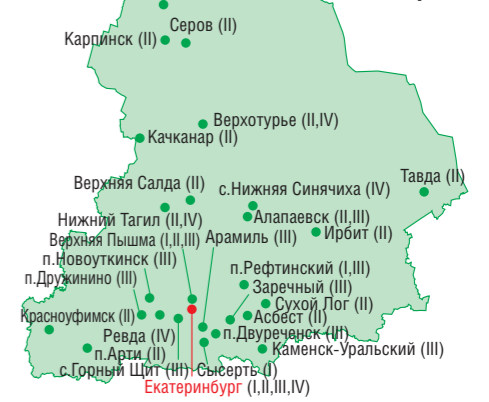 Серов (II)
Карпинск (II)
Верхотурье (II,IV)
Качканар (II)
Тавда (II)
Верхняя Салда (II)
с.Нижняя Синячиха (IV)
Нижний Тагил (II,IV)
Алапаевск (II,III)
Ирбит (II)
Верхняя Пышма (I,II,III)
Арамиль (III)
п.Новоуткинск (III)
п.Рефтинский (I,III)
п.Дружинино (III)
Заречный (III)
Сухой Лог (II)
Красноуфимск (II)
Асбест (II)
Ревда (IV)
п.Двуреченск (III)
п.Арти (II)
Каменск-Уральский (III)
с.Горный Щит (III)
Сысерть (I)
Екатеринбург (I,II,III,IV)